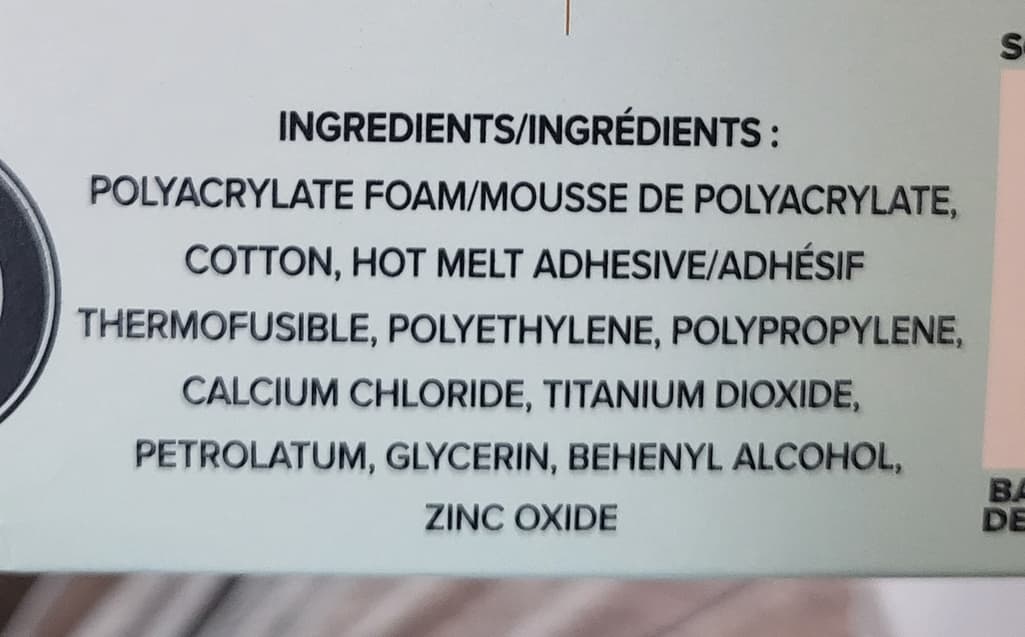 INGREDIENTS/INGRÉDIENTS :
POLYACRYLATE FOAM/MOUSSE DE POLYACRYLATE,
COTTON, HOT MELT ADHESIVE/ADHÉSIF
THERMOFUSIBLE, POLYETHYLENE, POLYPROPYLENE,
CALCIUM CHLORIDE, TITANIUM DIOXIDE,
PETROLATUM, GLYCERIN, BEHENYL ALCOHOL,
ZINC OXIDE
DE